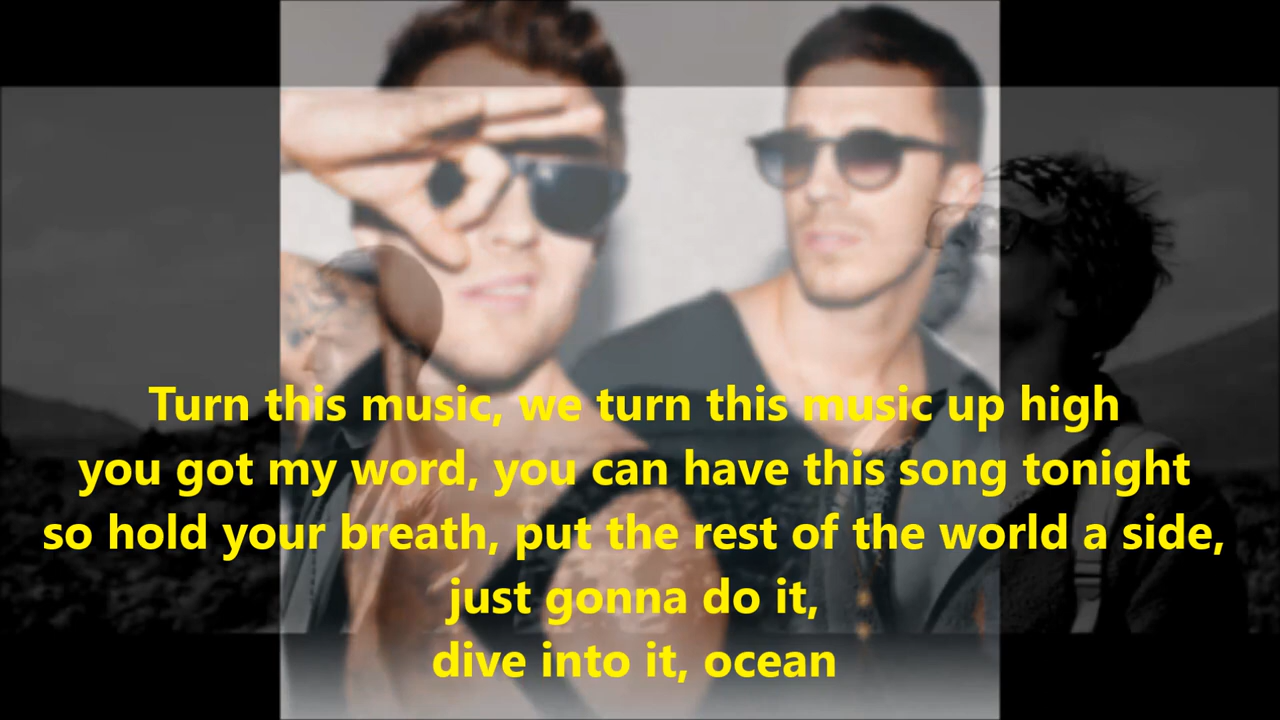 Turn this music, we turn this music up high
you got my word, you can have this song tonight
so hold your breath, put the rest of the world a side,
just gonna do it,
dive into it, ocean